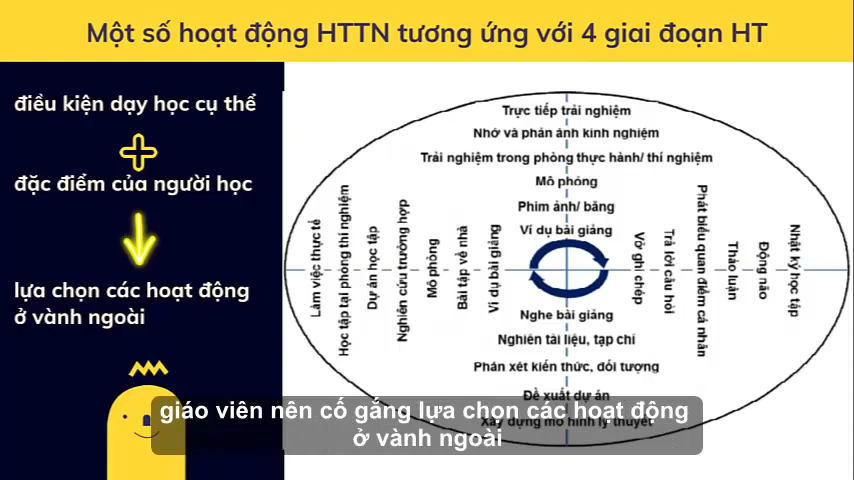 Một số hoạt động HTTN tương ứng với 4 giai đoạn HT
điều kiện dạy học cụ thể
đặc điểm của người học
lựa chọn các hoạt động
ở vành ngoài
Trực tiếp trải nghiệm
Nhớ và phản ánh kinh nghiệm
Trải nghiệm trong phòng thực hành/ thí nghiệm
Mô phỏng
Phim ảnh/ băng
Ví dụ bài giảng
Làm việc thực tế
Học tập tại phòng thí nghiệm
Dự án học tập
Nghiên cứu trường hợp
Mô phỏng
Bài tập về nhà
Ví dụ bài giảng
Vở ghi chép
Trả lời câu hỏi
Phát biểu quan điểm cá nhân
Thảo luận
Động não
Nhật ký học tập
Nghe bài giảng
Nghiên tài liệu, tạp chí
Phán xét kiến thức, đối tượng
Đề xuất dự án
Xây dựng mô hình lý thuyết
giáo viên nên cố gắng lựa chọn các hoạt động
ở vành ngoài